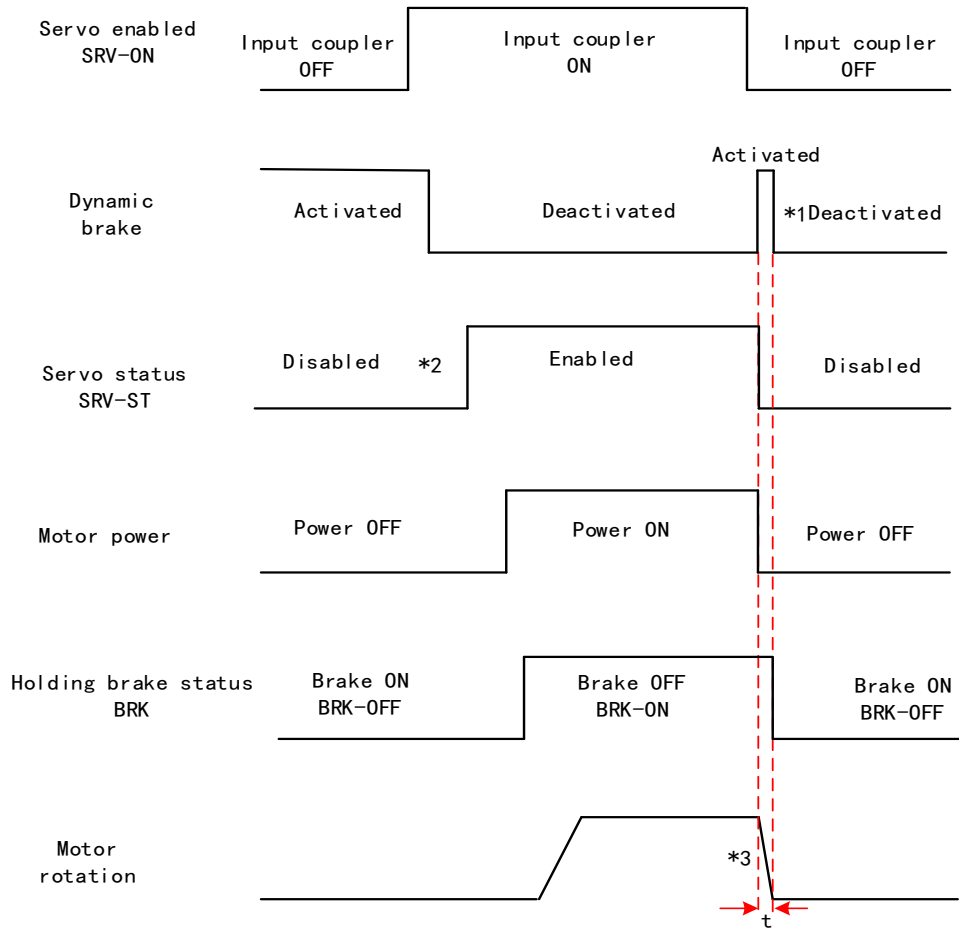 Servo enabled
SRV-ON
Input coupler
OFF
Input coupler
ON
Input coupler
OFF
Dynamic
brake
Activated
Deactivated
Activated
*1Deactivated
Servo status
SRV-ST
Disabled
*2
Enabled
Disabled
Motor power
Power OFF
Power ON
Power OFF
Holding brake status
BRK
Brake ON
BRK-OFF
Brake OFF
BRK-ON
Brake ON
BRK-OFF
Motor
rotation
*3
t